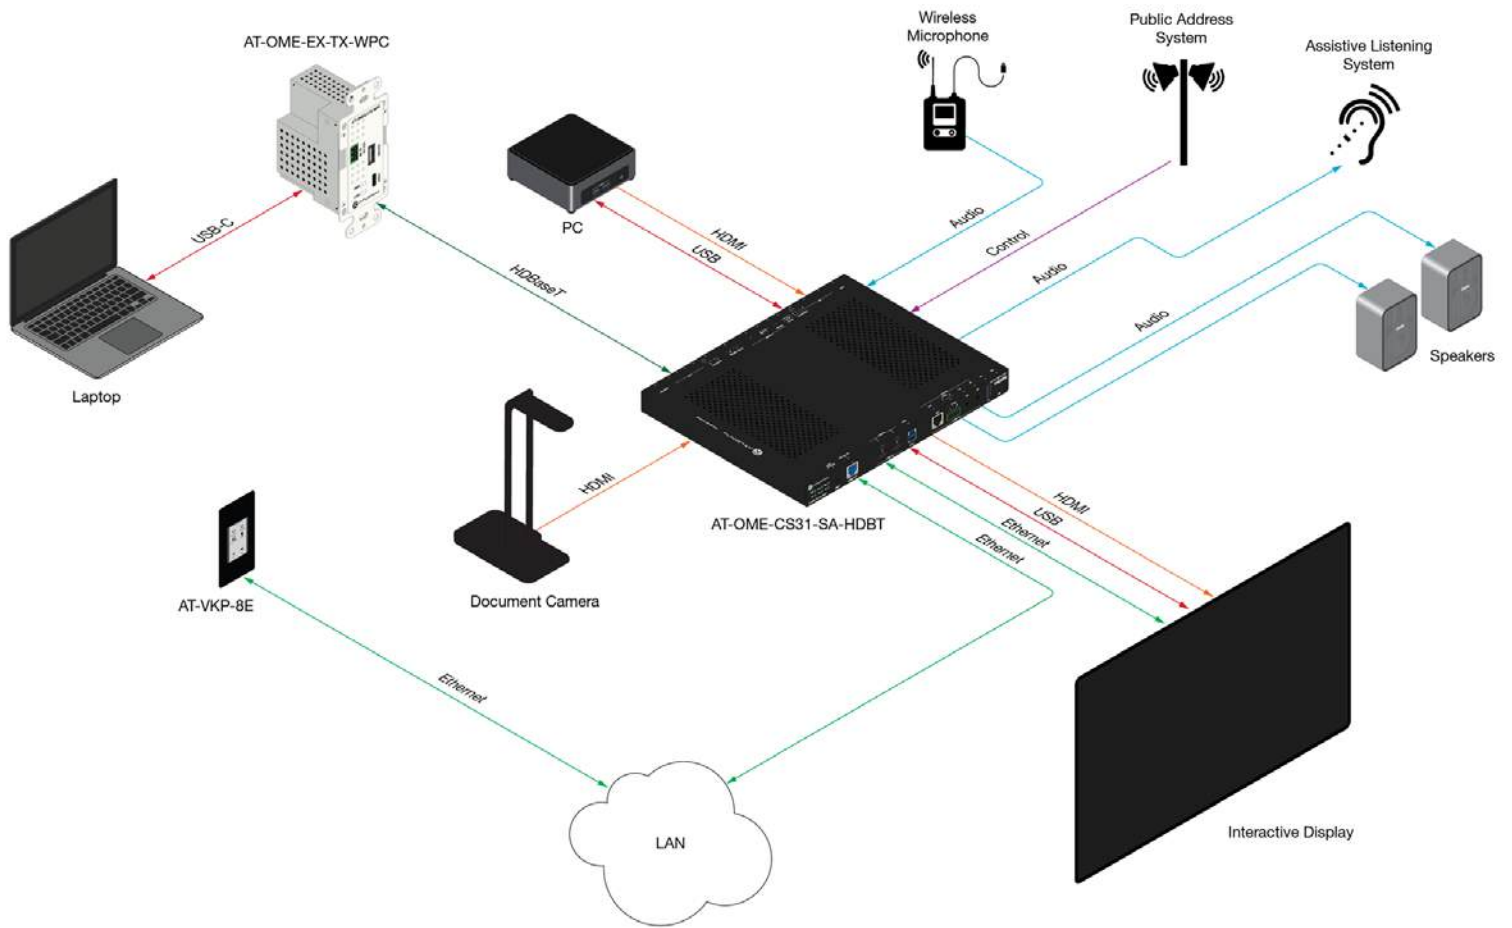 Wireless
Microphone
Public Address
System
Assistive Listening
System
AT-OME-EX-TX-WPC
PC
USB-C
HDMI
USB
HDBaseT
Audio
Control
Audio
Audio
Speakers
Laptop
HDMI
AT-OME-CS31-SA-HDBT
HDMI
USB
Ethernet
Ethernet
Document Camera
AT-VKP-8E
Ethernet
LAN
Interactive Display